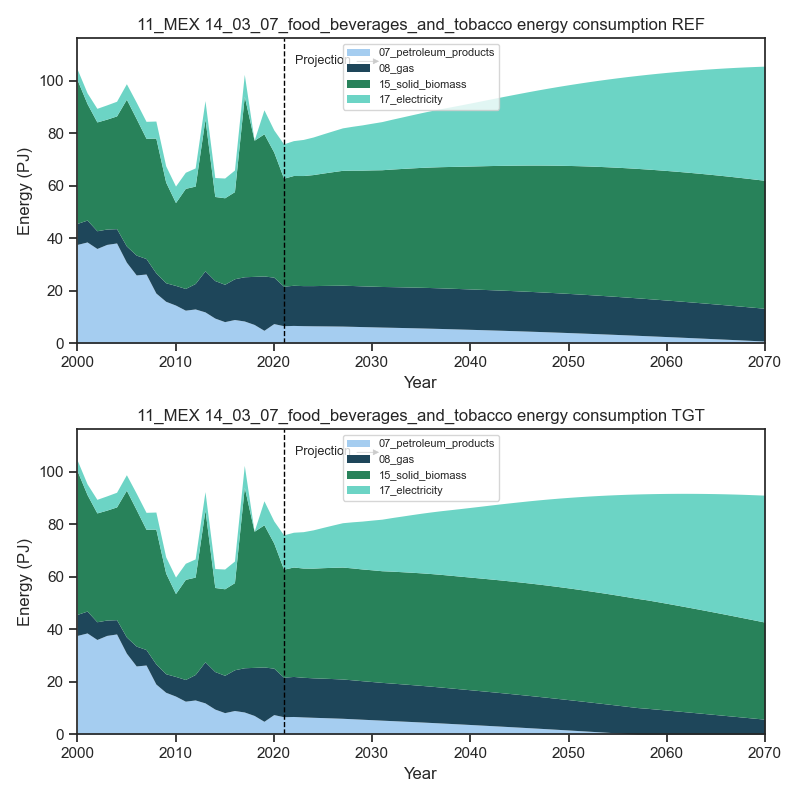 11_MEX 14_03_07_food_beverages_and_tobacco energy consumption REF
Energy (PJ)
100
80
60
40
20
0
Projection
07_petroleum_products
08_gas
15_solid_biomass
17_electricity
2000 2010 2020 2030 2040 2050 2060 2070
Year
11_MEX 14_03_07_food_beverages_and_tobacco energy consumption TGT
Energy (PJ)
100
80
60
40
20
0
Projection
07_petroleum_products
08_gas
15_solid_biomass
17_electricity
2000 2010 2020 2030 2040 2050 2060 2070
Year